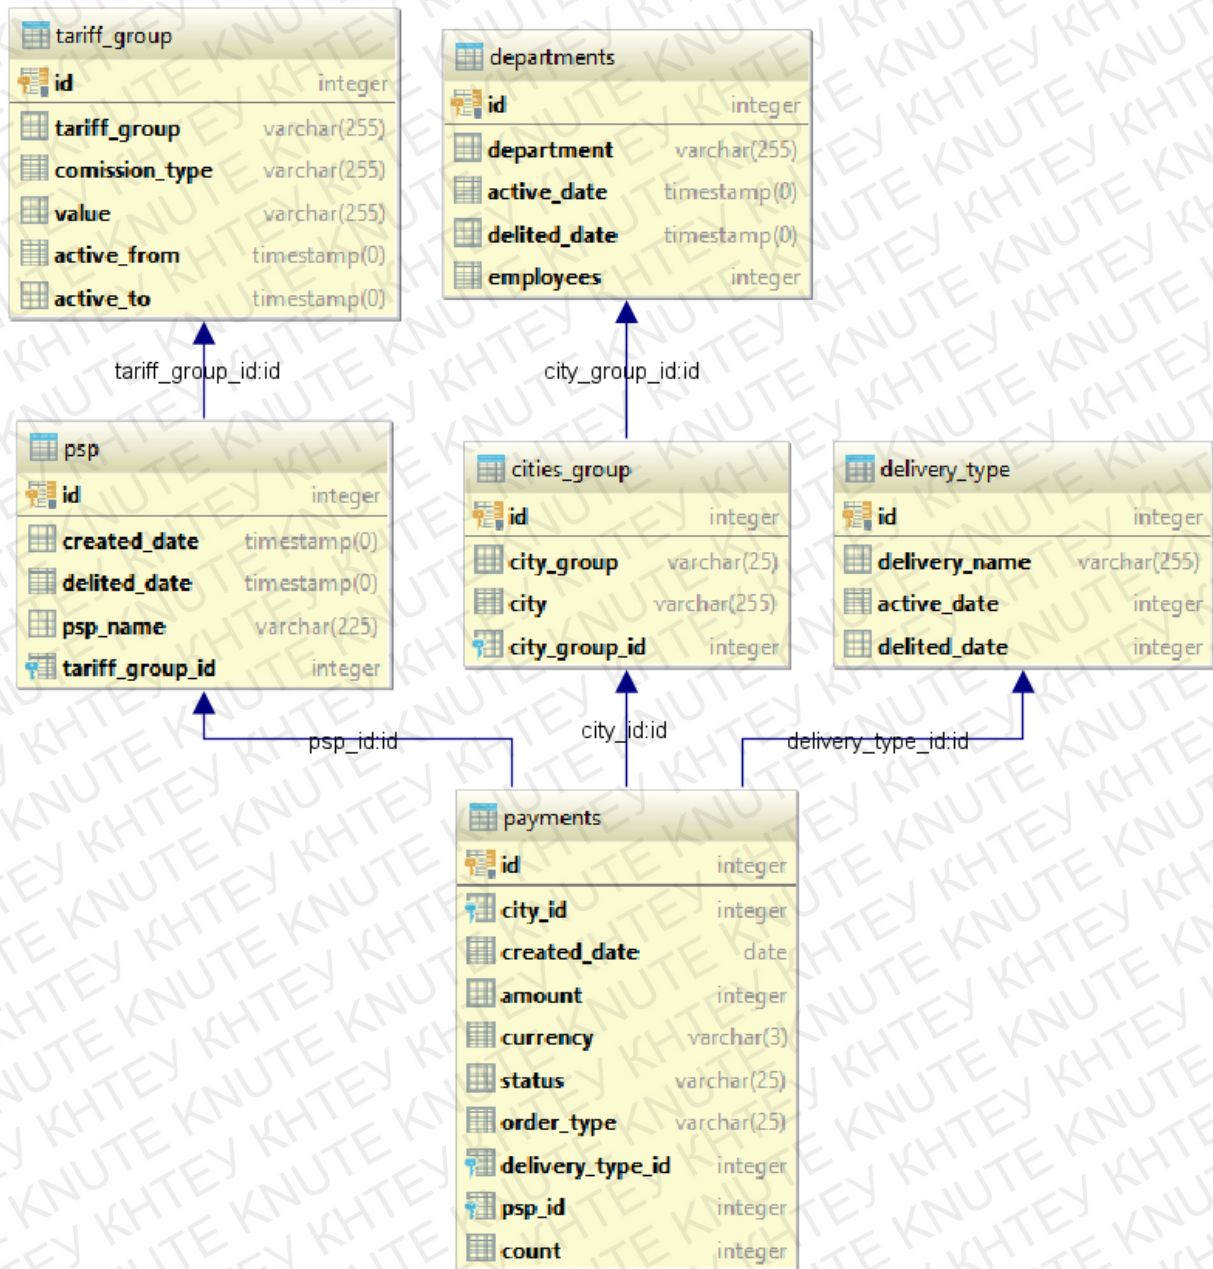 tariff_group
id integer
tariff_group varchar(255)
comission_type varchar(255)
value varchar(255)
active_from timestamp(0)
active_to timestamp(0)
departments
id integer
department varchar(255)
active_date timestamp(0)
delited_date timestamp(0)
employees integer
tariff_group_id:id
city_group_id:id
psp
id integer
created_date timestamp(0)
delited_date timestamp(0)
psp_name varchar(225)
tariff_group_id integer
cities_group
id integer
city_group varchar(25)
city varchar(255)
city_group_id integer
delivery_type
id integer
delivery_name varchar(255)
active_date integer
delited_date integer
psp_id:id
city_id:id
delivery_type_id:id
payments
id integer
city_id integer
created_date date
amount integer
currency varchar(3)
status varchar(25)
order_type varchar(25)
delivery_type_id integer
psp_id integer
count integer